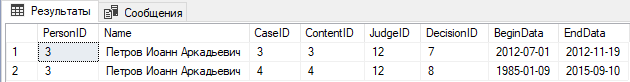 Результаты Сообщения
PersonID Name CaseID ContentID JudgeID DecisionID BeginData EndData
1 3 Петров Иоанн Аркадьевич 3 3 12 7 2012-07-01 2012-11-19
2 3 Петров Иоанн Аркадьевич 4 4 12 8 1985-01-09 2015-09-10